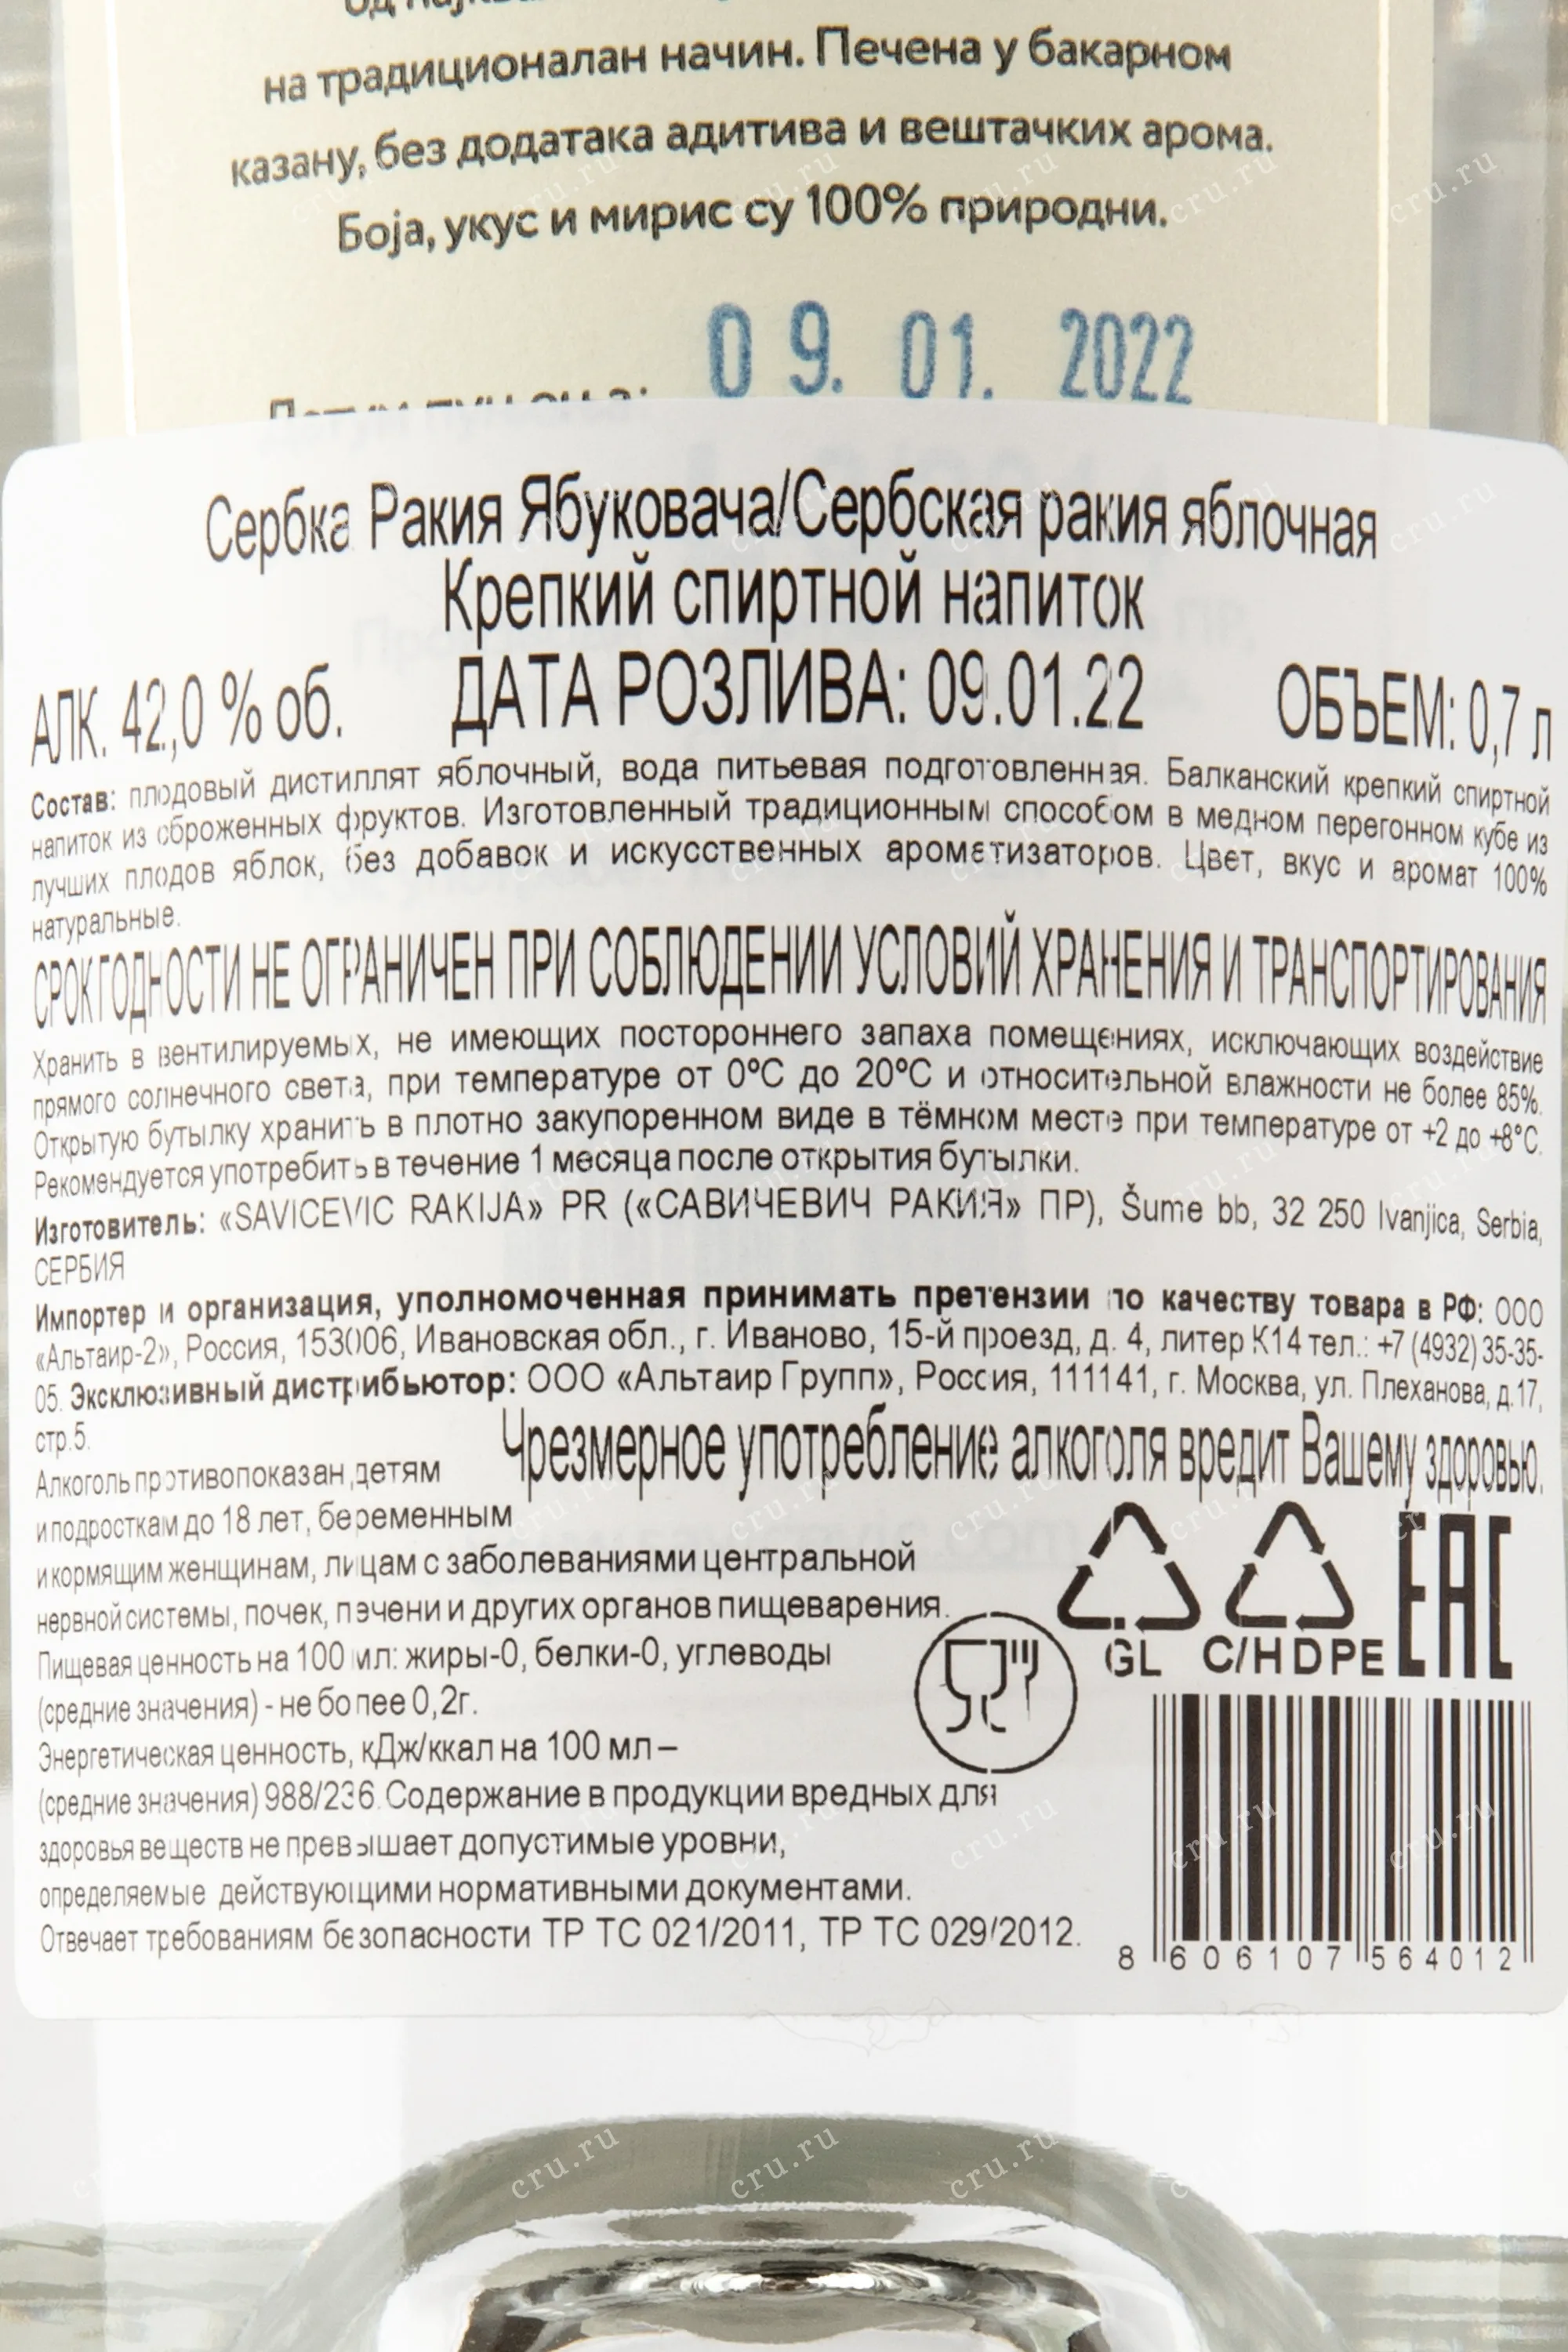 на традиционалан начин. Печена у бакарном
казану, без додатака адитива и вештачких арома.
Боја, укус и мирис су 100% природни.
09. 01. 2022
Сербка Ракия Ябуковача/Сербская ракия яблочная
Крепкий спиртной напиток
АЛК. 42,0 % об. ДАТА РОЗЛИВА: 09.01.22 ОБЪЕМ: 0,7 л
Состав: плодовый дистиллят яблочный, вода питьевая подготовленная. Балканский крепкий спиртной
напиток из сброженных фруктов. Изготовленный традиционным способом в медном перегонном кубе из
лучших плодов яблок, без добавок и искусственных ароматизаторов. Цвет, вкус и аромат 100%
натуральные.
СРОК ГОДНОСТИ НЕ ОГРАНИЧЕН ПРИ СОБЛЮДЕНИИ УСЛОВИЙ ХРАНЕНИЯ И ТРАНСПОРТИРОВАНИЯ
Хранить в вентилируемых, не имеющих постороннего запаха помещениях, исключающих воздействие
прямого солнечного света, при температуре от 0ºС до 20ºС и относительной влажности не более 85%.
Открытую бутылку хранить в плотно закупоренном виде в тёмном месте при температуре от +2 до +8°С.
Рекомендуется употребить в течение 1 месяца после открытия бутылки.
Изготовитель: «SAVICEVIC RAKIJA» PR («САВИЧЕВИЧ РАКИЯ» ПР), Šume bb, 32 250 Ivanjica, Serbia,
СЕРБИЯ
Импортер и организация, уполномоченная принимать претензии по качеству товара в РФ: ООО
«Альтаир-2», Россия, 153006, Ивановская обл., г. Иваново, 15-й проезд, д. 4, литер К14 тел.: +7 (4932) 35-35-
05. Эксклюзивный дистрибьютор: ООО «Альтаир Групп», Россия, 111141, г. Москва, ул. Плеханова, д.17,
стр.5.
Чрезмерное употребление алкоголя вредит Вашему здоровью.
Алкоголь противопоказан детям
и подросткам до 18 лет, беременным
и кормящим женщинам, лицам с заболеваниями центральной
нервной системы, почек, печени и других органов пищеварения.
Пищевая ценность на 100 мл: жиры-0, белки-0, углеводы
(средние значения) - не более 0,2г.
Энергетическая ценность, кДж/ккал на 100 мл –
(средние значения) 988/236. Содержание в продукции вредных для
здоровья веществ не превышает допустимые уровни,
определяемые действующими нормативными документами.
Отвечает требованиям безопасности ТР ТС 021/2011, ТР ТС 029/2012.
GL C/HDPE EAC
8 606107 564012
cru.ru